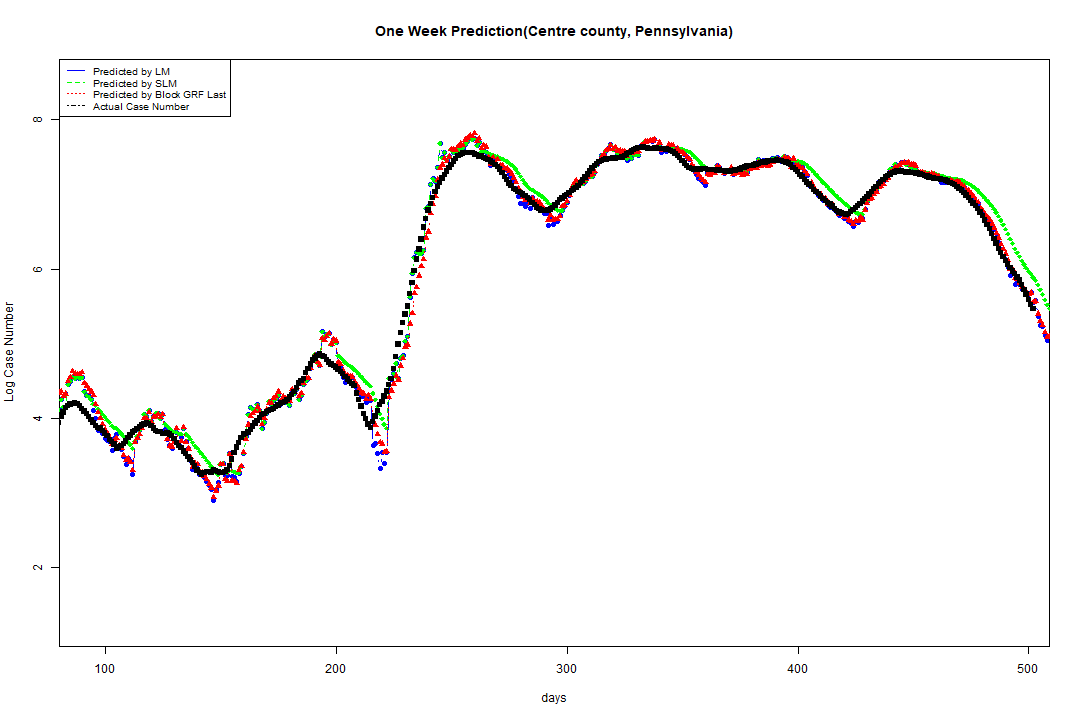 One Week Prediction(Centre county, Pennsylvania)
Predicted by LM
Predicted by SLM
Predicted by Block GRF Last
Actual Case Number
8
6
4
2
Log Case Number
100 200 300 400 500
days